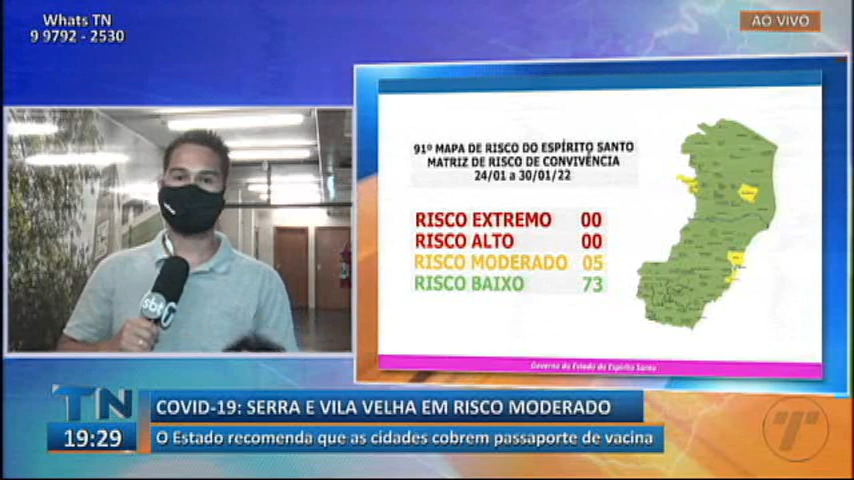 Whats TN
9 9792 - 2530
AO VIVO
91º MAPA DE RISCO DO ESPÍRITO SANTO
MATRIZ DE RISCO DE CONVIVÊNCIA
24/01 a 30/01/22
RISCO EXTREMO 00
RISCO ALTO 00
RISCO MODERADO 05
RISCO BAIXO 73
Governo do Estado do Espírito Santo
sbt
TN
19:29
COVID-19: SERRA E VILA VELHA EM RISCO MODERADO
O Estado recomenda que as cidades cobrem passaporte de vacina